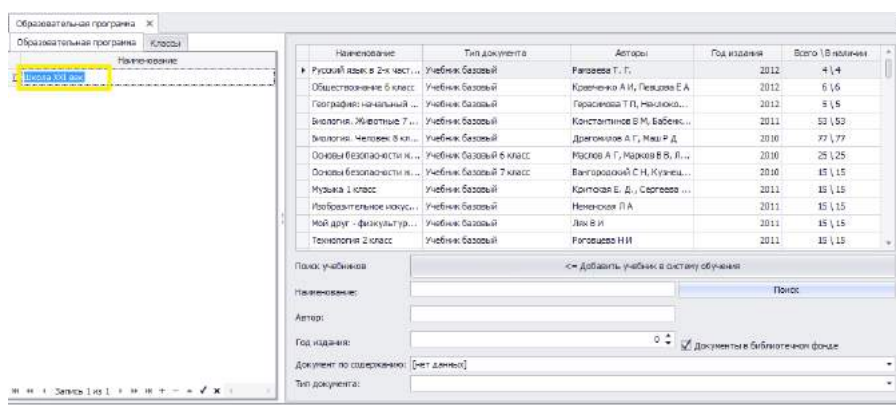 Образовательная программа ×
Образовательная программа Классы
Наименование
Школа XXI век
Наименование Тип документа Авторы Год издания Всего \ В наличии
Русский язык в 2-х част... Учебник базовый Рамзаева Т. Г. 2012 4 \ 4
Обществознание 6 класс Учебник базовый Кравченко А И, Певцова Е А 2012 6 \ 6
География: начальный ... Учебник базовый Герасимова Т П, Неклюко... 2012 5 \ 5
Биология. Животные 7 ... Учебник базовый Константинов В М, Бабенк... 2011 53 \ 53
Биология. Человек 8 кл... Учебник базовый Драгомилов А Г, Маш Р Д 2010 77 \ 77
Основы безопасности ж... Учебник базовый 6 класс Маслов А Г, Марков В В, Л... 2010 25 \ 25
Основы безопасности ж... Учебник базовый 7 класс Вангородский С Н, Кузнец... 2010 15 \ 15
Музыка 1 класс Учебник базовый Критская Е. Д., Сергеева ... 2011 15 \ 15
Изобразительное искус... Учебник базовый Неменская Л А 2011 15 \ 15
Мой друг - физкультур... Учебник базовый Лях В И 2011 15 \ 15
Технология 2 класс Учебник базовый Роговцева Н И 2011 15 \ 15
Поиск учебников <= Добавить учебник в систему обучения
Наименование: Поиск
Автор:
Год издания: 0 Документы в библиотечном фонде
Документ по содержанию: [нет данных]
Тип документа:
Запись 1 из 1